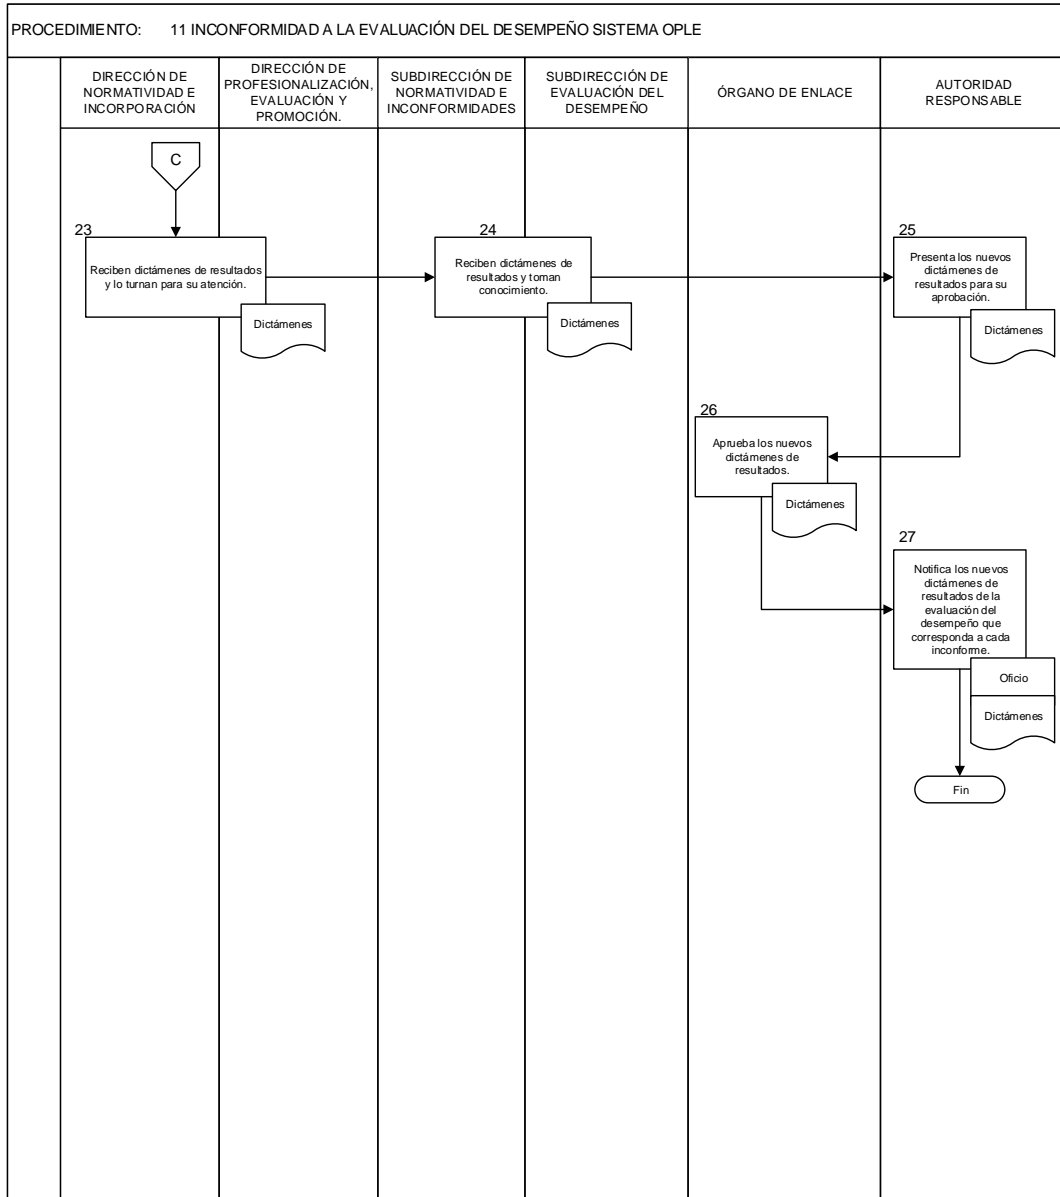 PROCEDIMIENTO: 11 INCONFORMIDAD A LA EVALUACIÓN DEL DESEMPEÑO SISTEMA OPLE
DIRECCIÓN DE
NORMATIVIDAD E
INCORPORACIÓN
DIRECCIÓN DE
PROFESIONALIZACIÓN,
EVALUACIÓN Y
PROMOCIÓN.
SUBDIRECCIÓN DE
NORMATIVIDAD E
INCONFORMIDADES
SUBDIRECCIÓN DE
EVALUACIÓN DEL
DESEMPEÑO
ÓRGANO DE ENLACE
AUTORIDAD
RESPONSABLE
C
23
Reciben dictámenes de resultados
y lo turnan para su atención.
Dictámenes
24
Reciben dictámenes de
resultados y toman
conocimiento.
Dictámenes
25
Presenta los nuevos
dictámenes de
resultados para su
aprobación.
Dictámenes
26
Aprueba los nuevos
dictámenes de
resultados.
Dictámenes
27
Notifica los nuevos
dictámenes de
resultados de la
evaluación del
desempeño que
corresponda a cada
inconforme.
Oficio
Dictámenes
Fin